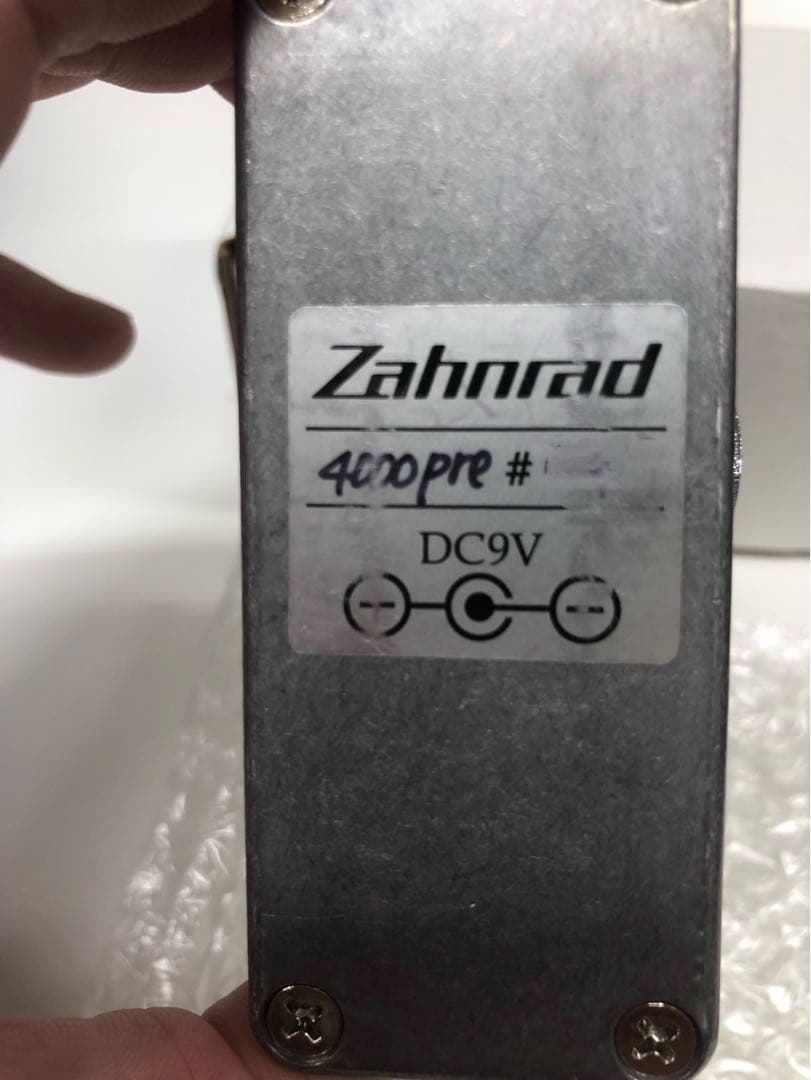 Zahnrad
4000pre #
DC9V